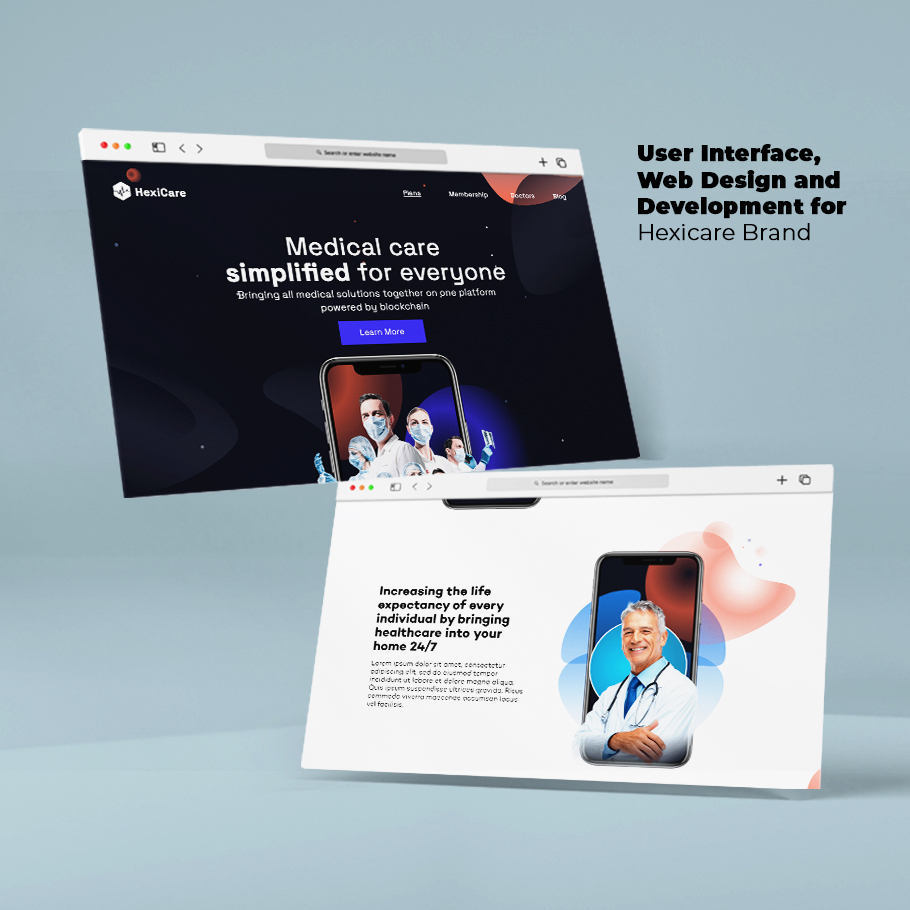 User Interface,
Web Design and
Development for
Hexicare Brand
Search or enter website name
HexiCare
Plans
Membership
Doctors
Blog
Medical care
simplified for everyone
Bringing all medical solutions together on one platform
powered by blockchain
Learn More
Search or enter website name
Increasing the life
expectancy of every
individual by bringing
healthcare into your
home 24/7
Lorem ipsum dolor sit amet, consectetur
adipiscing elit, sed do eiusmod tempor
incididunt ut labore et dolore magna aliqua.
Quis ipsum suspendisse ultrices gravida. Risus
commodo viverra maecenas accumsan lacus
vel facilisis.